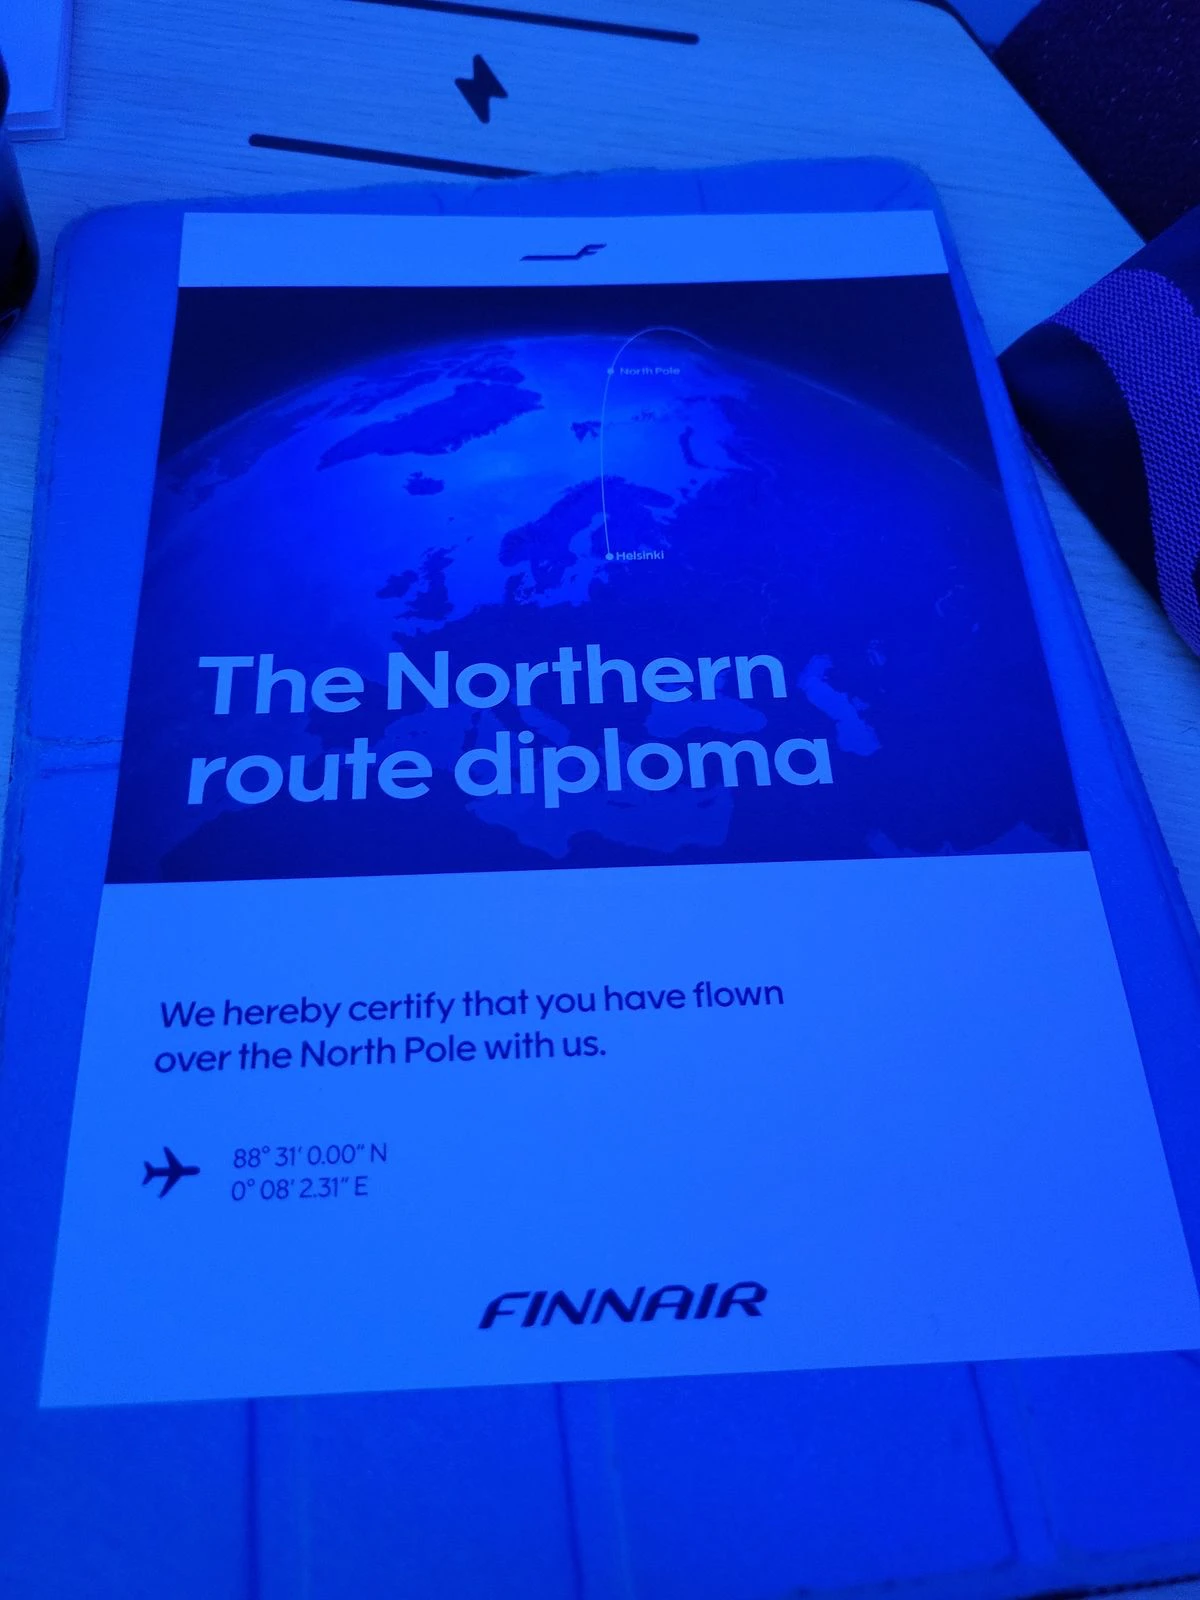 North Pole
Helsinki
The Northern
route diploma
We hereby certify that you have flown
over the North Pole with us.
88° 31' 0.00" N
0° 08' 2.31" E
FINNAIR